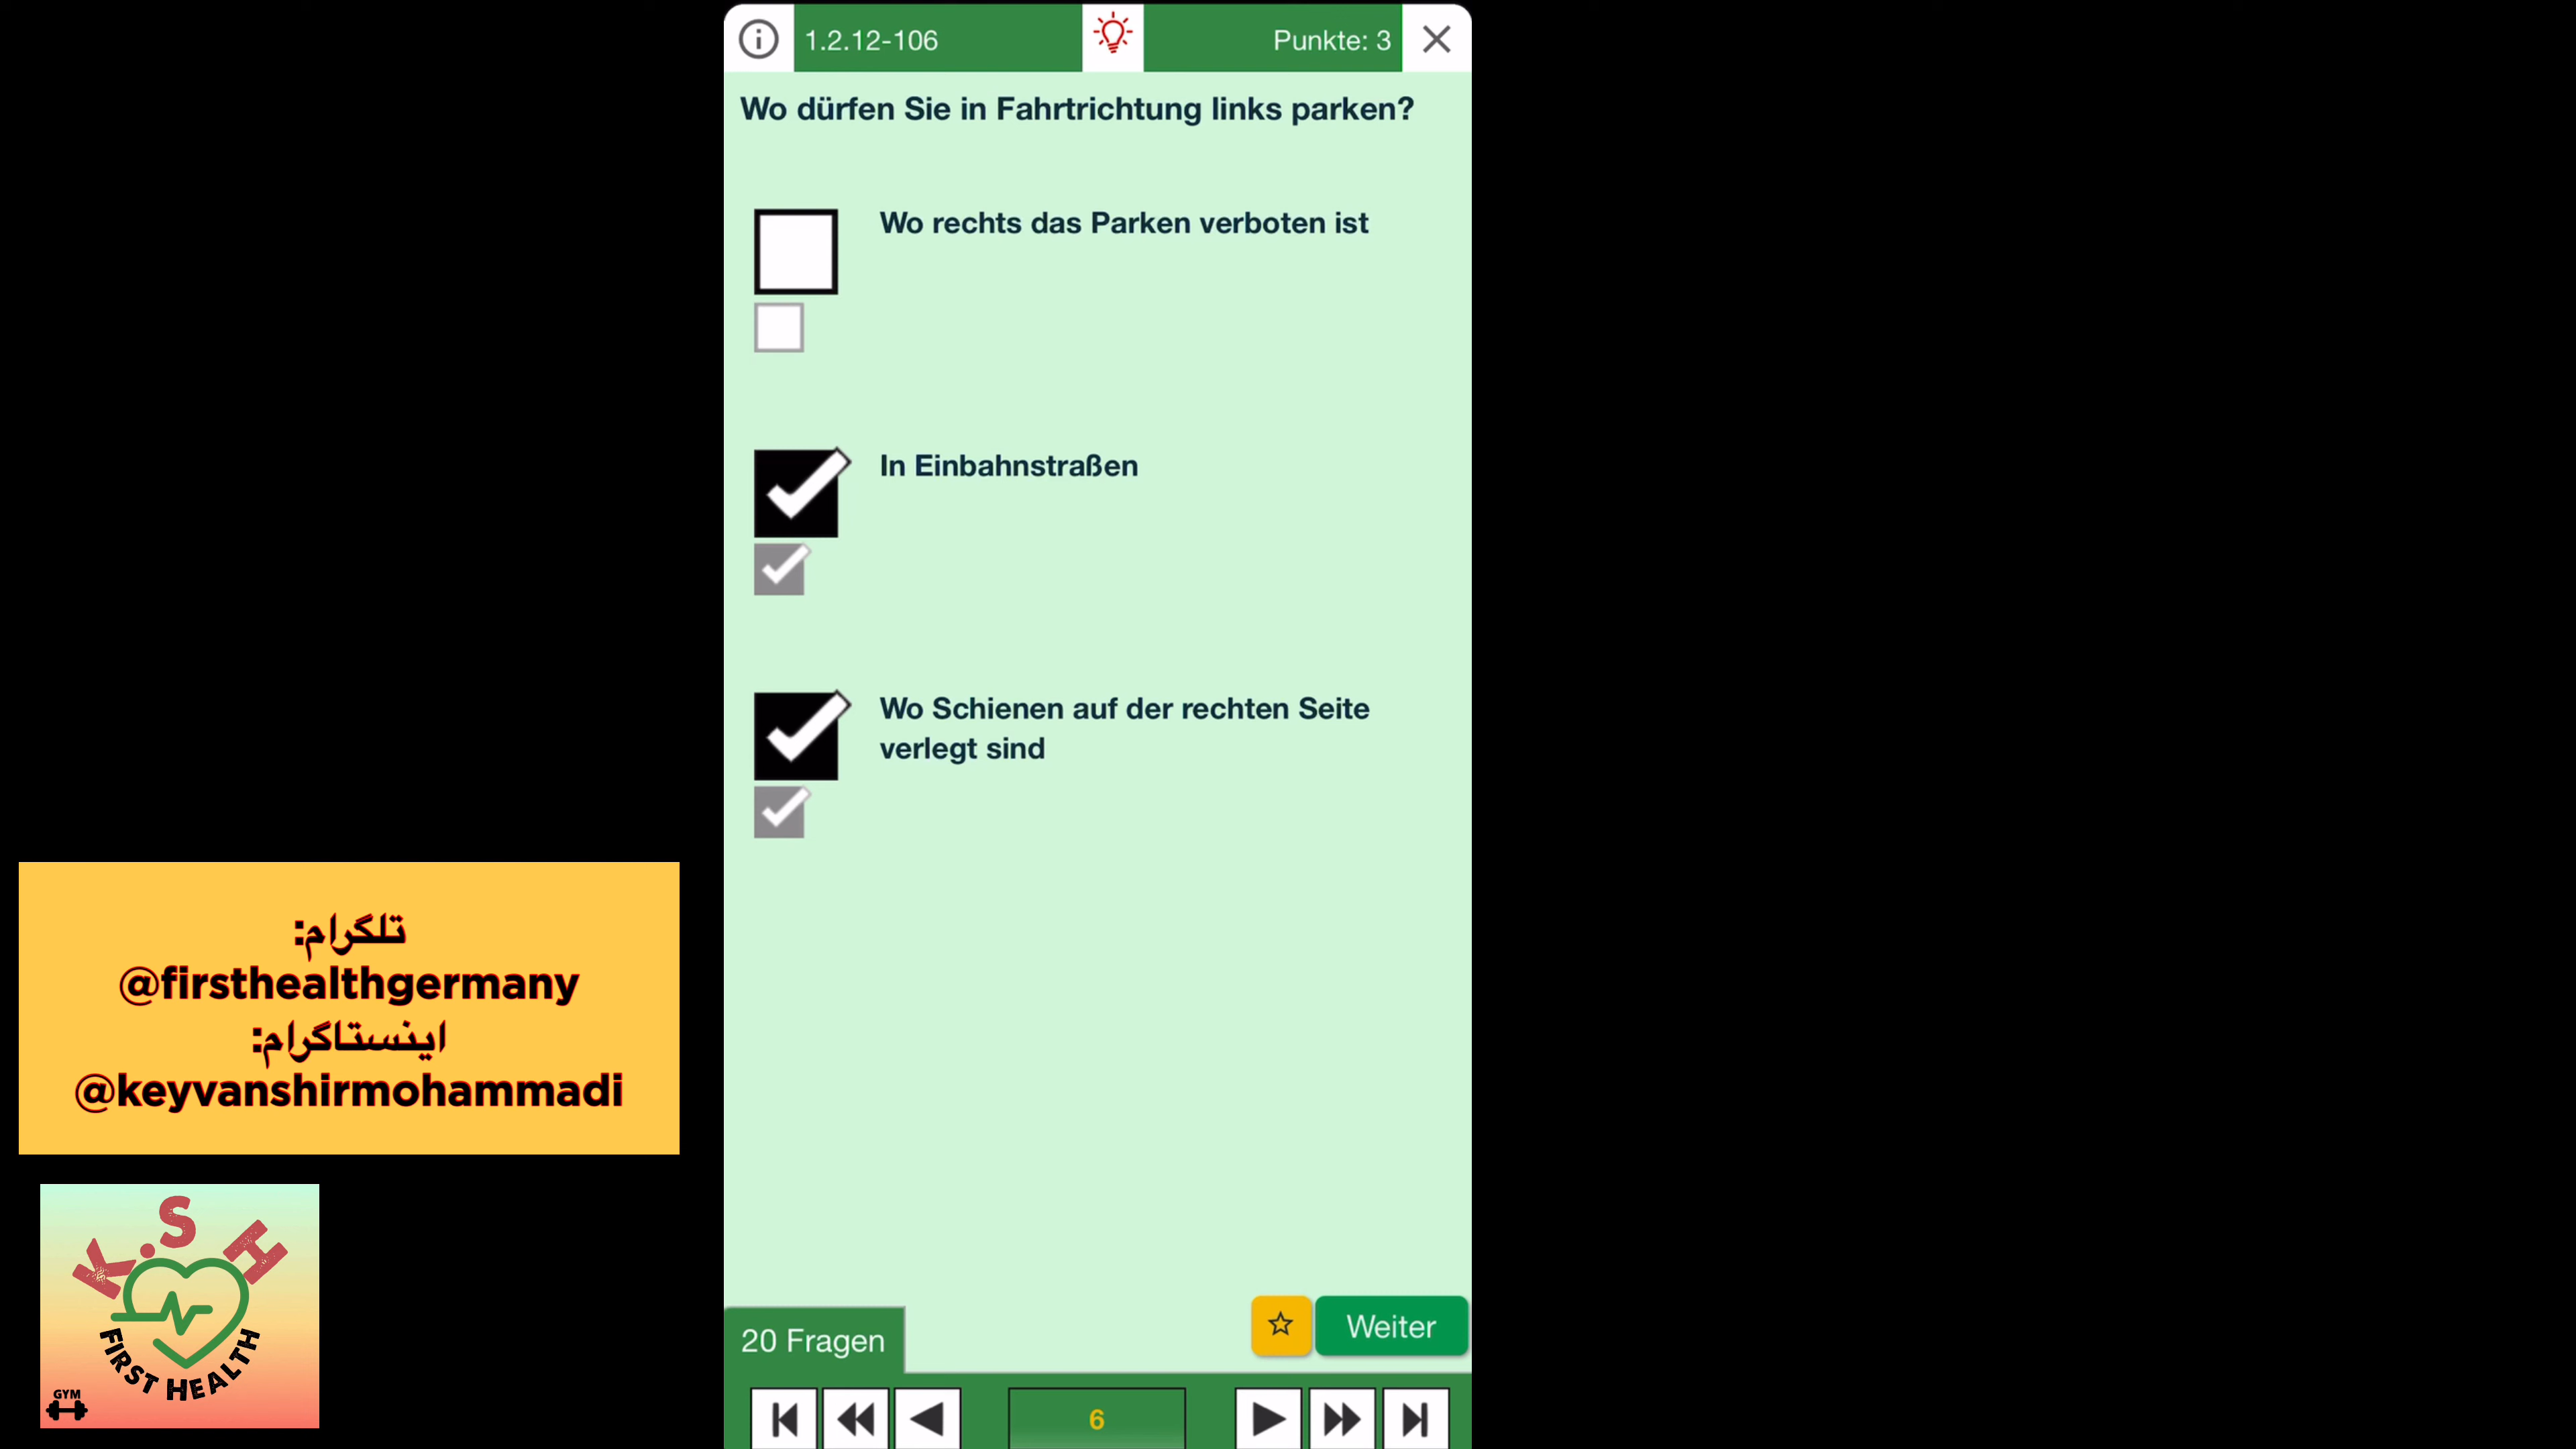 1.2.12-106
Punkte: 3
Wo dürfen Sie in Fahrtrichtung links parken?
Wo rechts das Parken verboten ist
In Einbahnstraßen
Wo Schienen auf der rechten Seite
verlegt sind
تلگرام:
@firsthealthgermany
اینستاگرام:
@keyvanshirmohammadi
K.SH
FIRST HEALTH
GYM
20 Fragen
Weiter
6